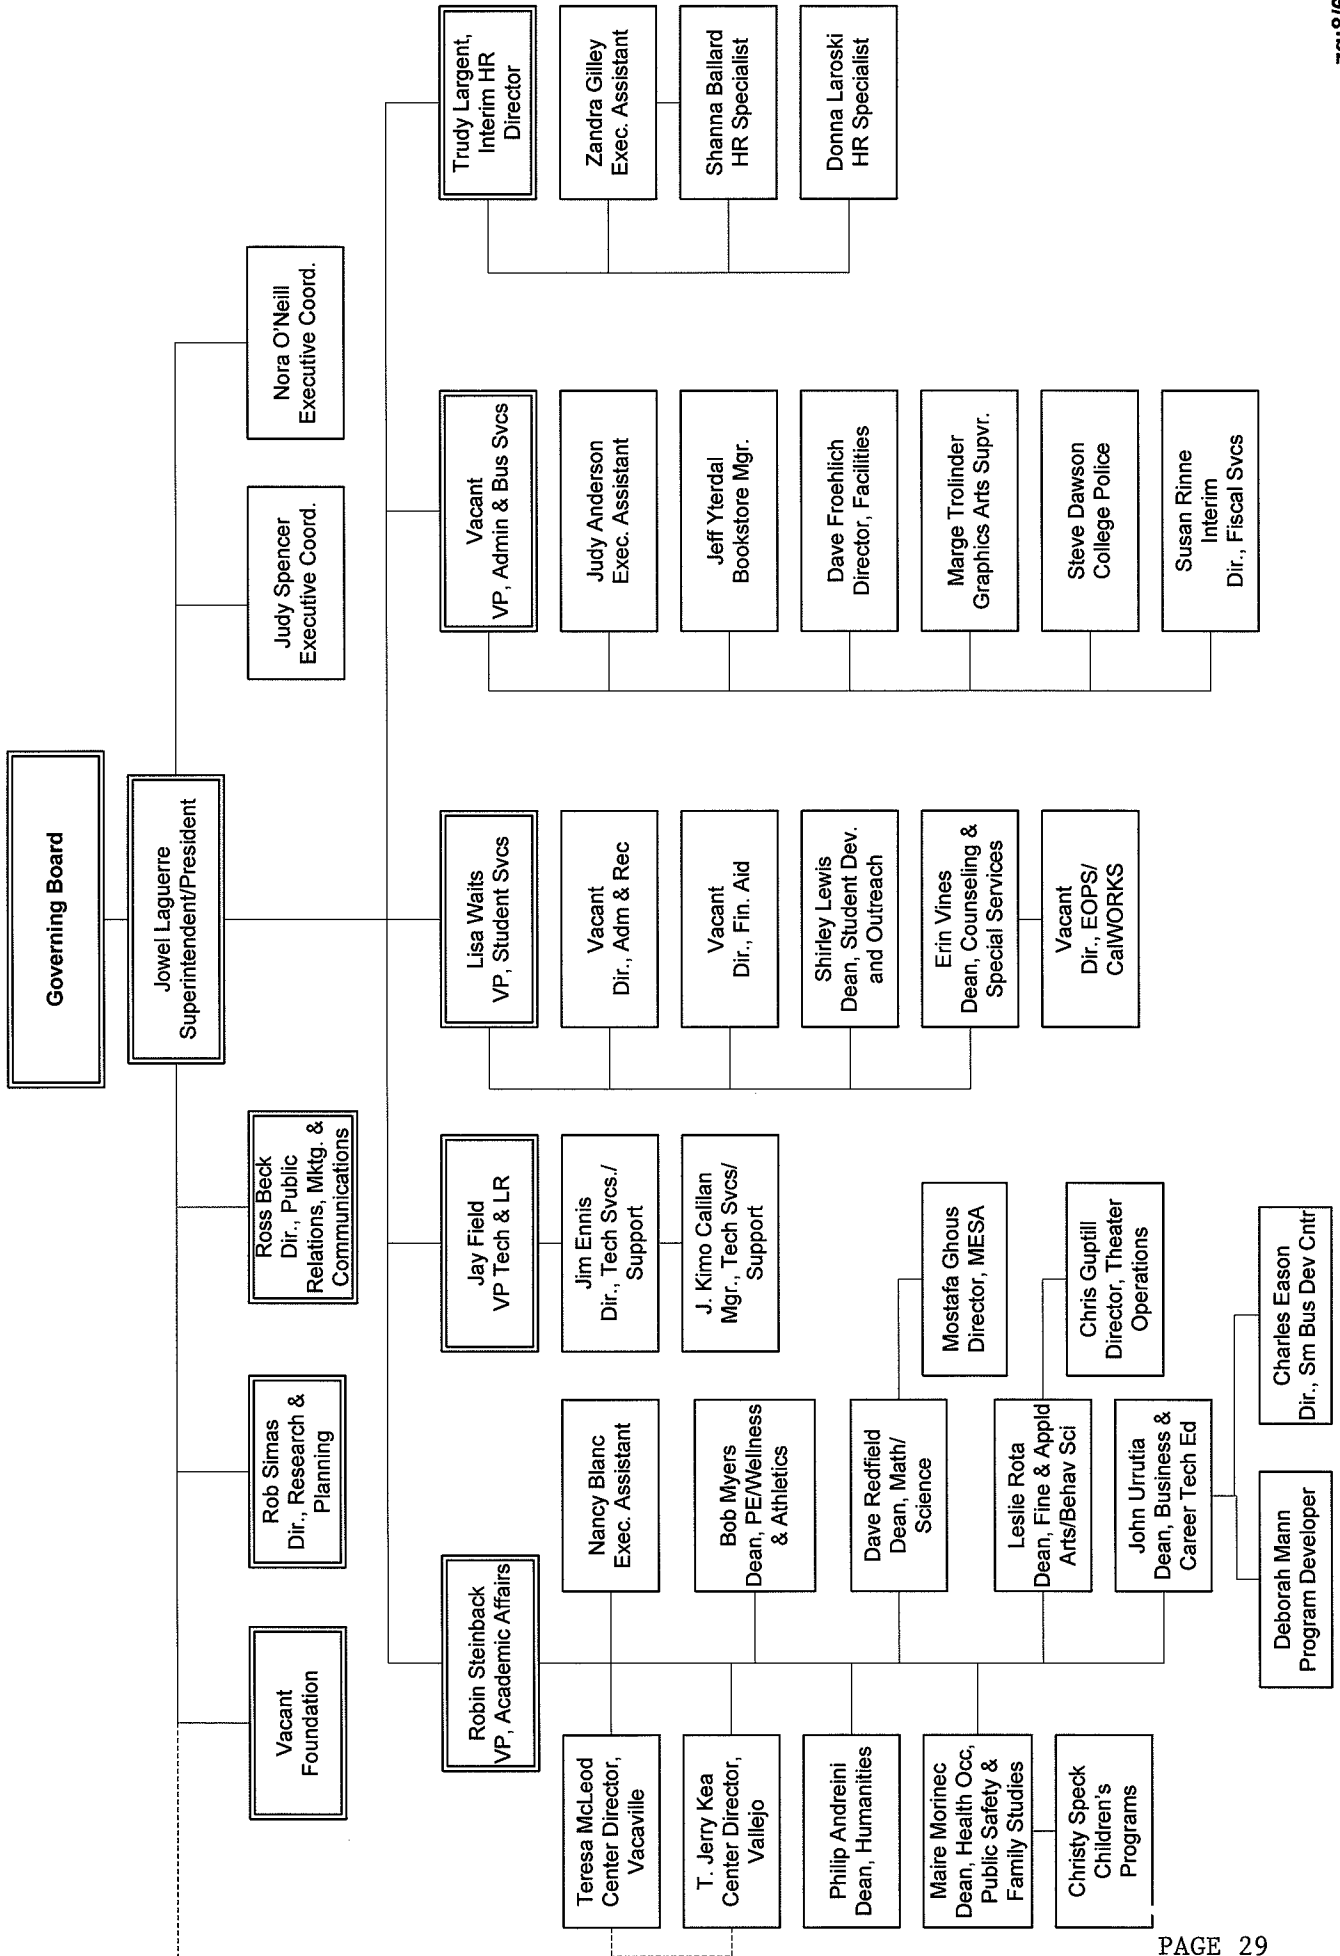 Governing Board
Jowel Laguerre
Superintendent/President
Vacant
Foundation
Rob Simas
Dir., Research &
Planning
Ross Beck
Dir., Public
Relations, Mktg. &
Communications
Judy Spencer
Executive Coord.
Nora O'Neill
Executive Coord.
Robin Steinback
VP, Academic Affairs
Jay Field
VP Tech & LR
Lisa Waits
VP, Student Svcs
Vacant
VP, Admin & Bus Svcs
Trudy Largent,
Interim HR
Director
Teresa McLeod
Center Director,
Vacaville
T. Jerry Kea
Center Director,
Vallejo
Philip Andreini
Dean, Humanities
Maire Morinec
Dean, Health Occ,
Public Safety &
Family Studies
Christy Speck
Children's
Programs
Nancy Blanc
Exec. Assistant
Bob Myers
Dean, PE/Wellness
& Athletics
Dave Redfield
Dean, Math/
Science
Mostafa Ghous
Director, MESA
Leslie Rota
Dean, Fine & Appld
Arts/Behav Sci
Chris Guptill
Director, Theater
Operations
John Urrutia
Dean, Business &
Career Tech Ed
Deborah Mann
Program Developer
Charles Eason
Dir., Sm Bus Dev Cntr
Jim Ennis
Dir., Tech Svcs./
Support
J. Kimo Calilan
Mgr., Tech Svcs/
Support
Vacant
Dir., Adm & Rec
Vacant
Dir., Fin. Aid
Shirley Lewis
Dean, Student Dev.
and Outreach
Erin Vines
Dean, Counseling &
Special Services
Vacant
Dir., EOPS/
CalWORKS
Judy Anderson
Exec. Assistant
Jeff Yterdal
Bookstore Mgr.
Dave Froehlich
Director, Facilities
Marge Trolinder
Graphics Arts Supvr.
Steve Dawson
College Police
Susan Rinne
Interim
Dir., Fiscal Svcs
Zandra Gilley
Exec. Assistant
Shanna Ballard
HR Specialist
Donna Laroski
HR Specialist
PAGE 29